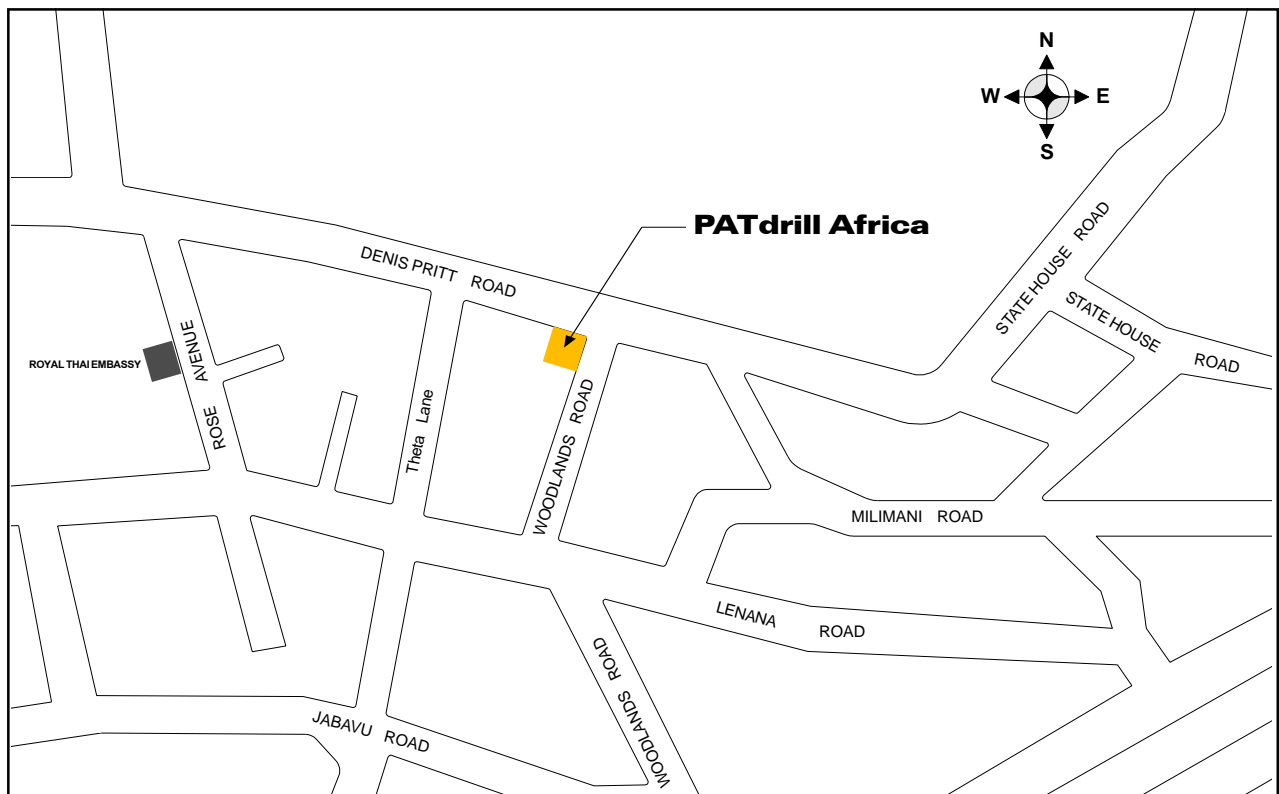 N
W E
S
PATdrill Africa
DENIS PRITT ROAD
STATE HOUSE ROAD
STATE HOUSE ROAD
ROYAL THAI EMBASSY
ROSE AVENUE
Theta Lane
WOODLANDS ROAD
MILIMANI ROAD
LENANA ROAD
WOODLANDS ROAD
JABAVU ROAD